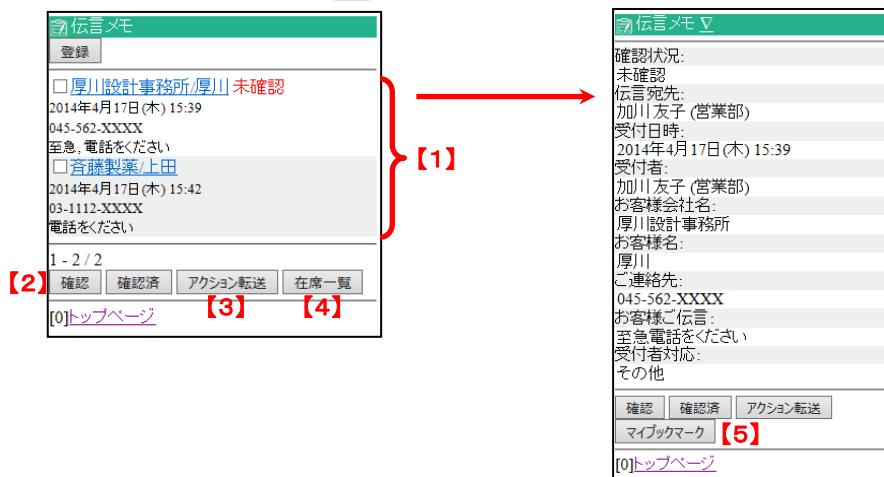 伝言メモ
登録
厚川設計事務所/厚川 未確認
2014年4月17日(木) 15:39
045-562-XXXX
至急, 電話をください
斉藤製薬/上田
2014年4月17日(木) 15:42
03-1112-XXXX
電話をください
【1】
1 - 2 / 2
【2】 確認 確認済 アクション転送 在席一覧
【3】 【4】
[0]トップページ
伝言メモ ∇
確認状況:
未確認
伝言宛先:
加川友子 (営業部)
受付日時:
2014年4月17日(木) 15:39
受付者:
加川友子 (営業部)
お客様会社名:
厚川設計事務所
お客様名:
厚川
ご連絡先:
045-562-XXXX
お客様ご伝言:
至急電話をください
受付者対応:
その他
確認 確認済 アクション転送
マイブックマーク 【5】
[0]トップページ